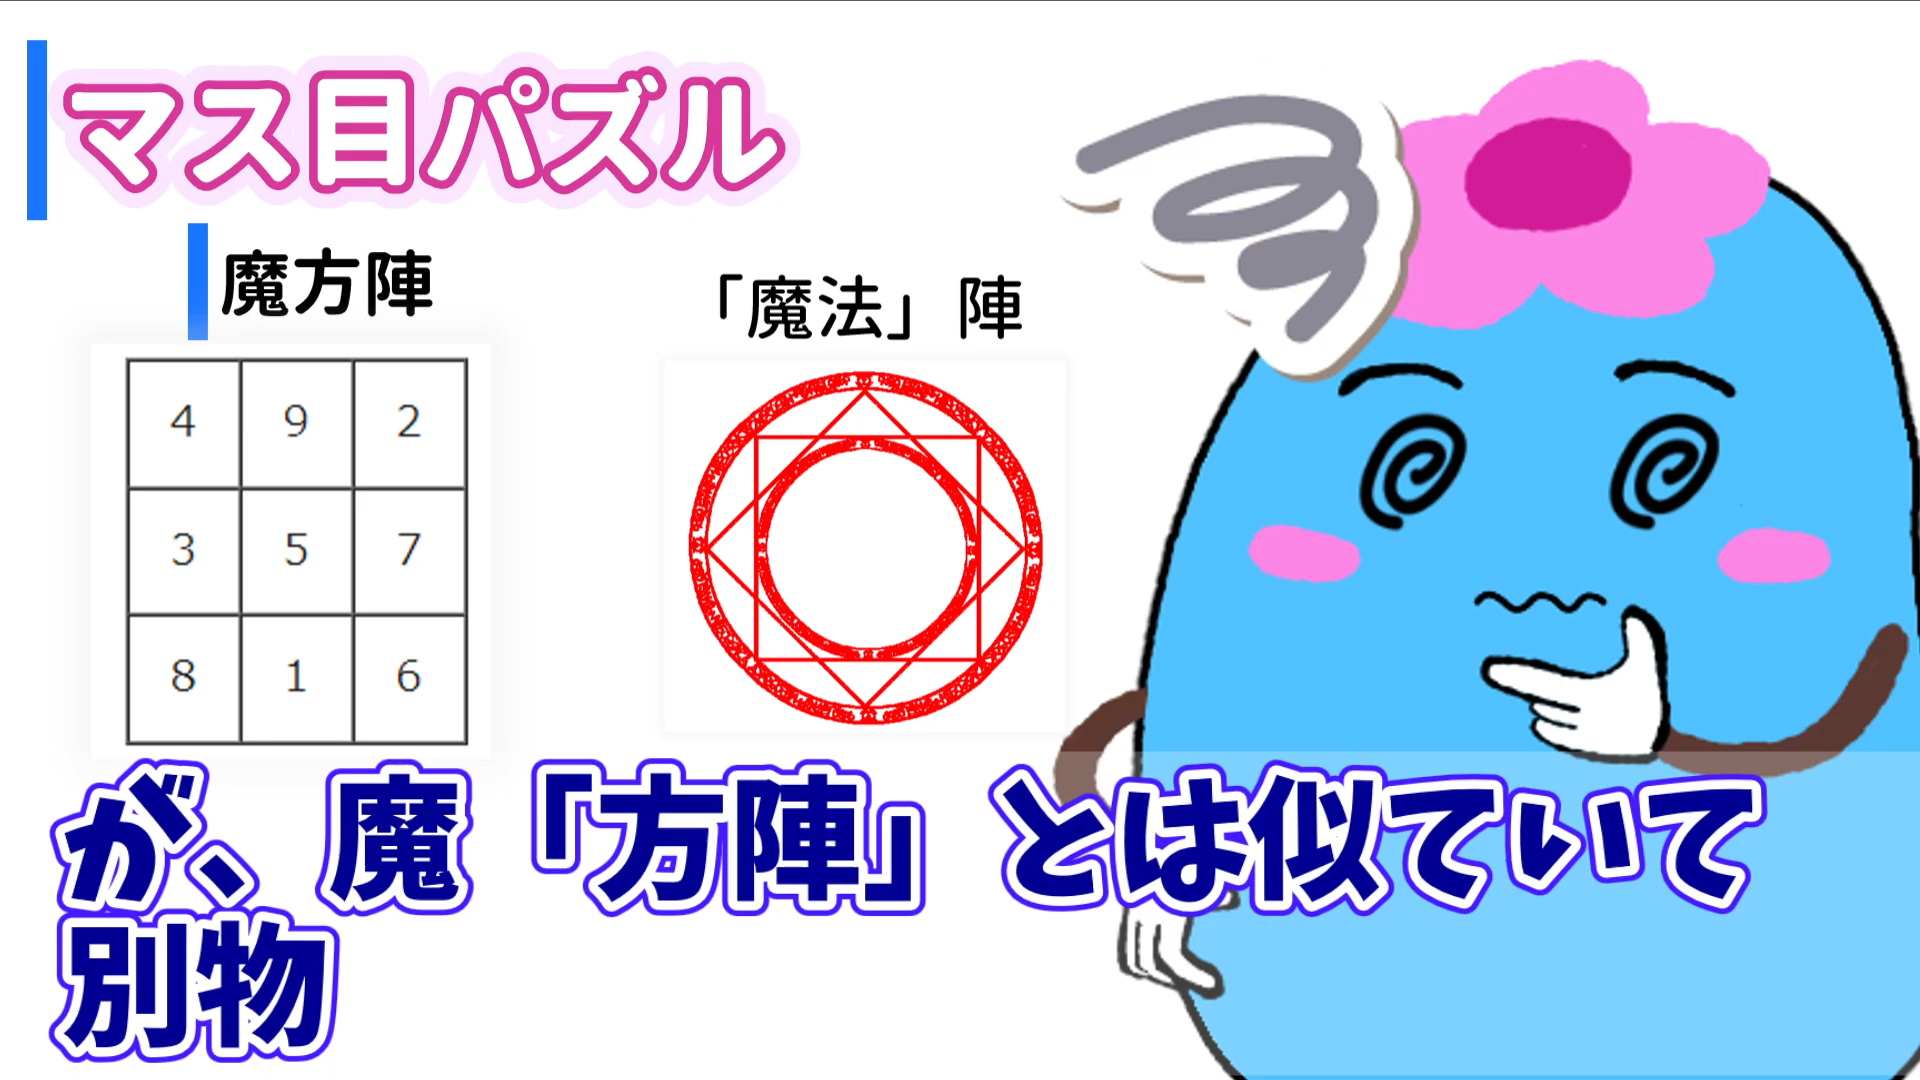 マス目パズル
魔方陣
「魔法」陣
4 9 2
3 5 7
8 1 6
が、魔「方陣」とは似ていて
別物